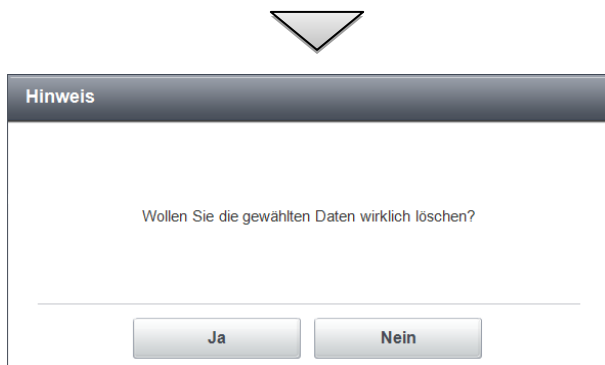 Hinweis
Wollen Sie die gewählten Daten wirklich löschen?
Ja
Nein